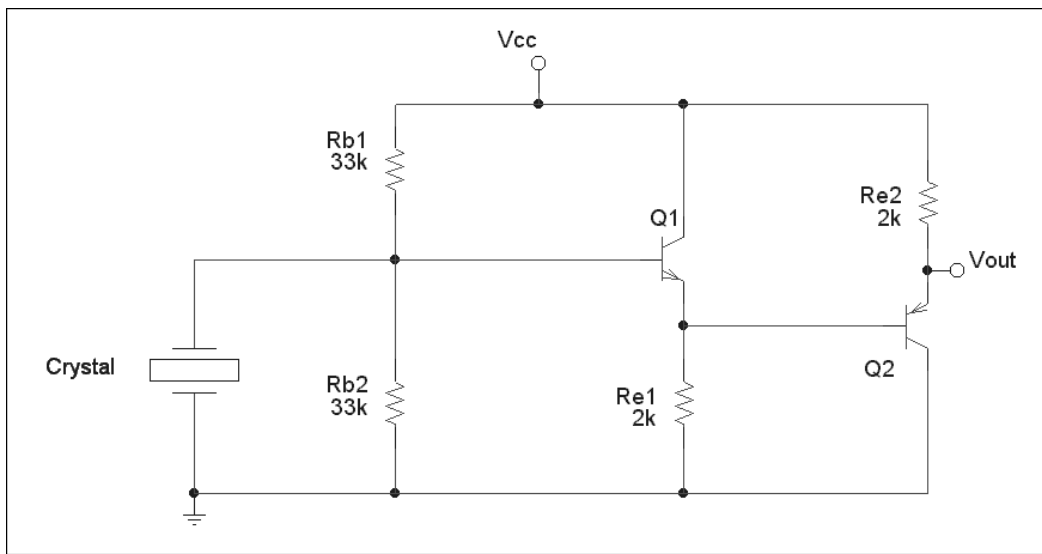 Vcc
Rb1
33k
Re2
2k
Q1
Vout
Crystal
Rb2
33k
Re1
2k
Q2